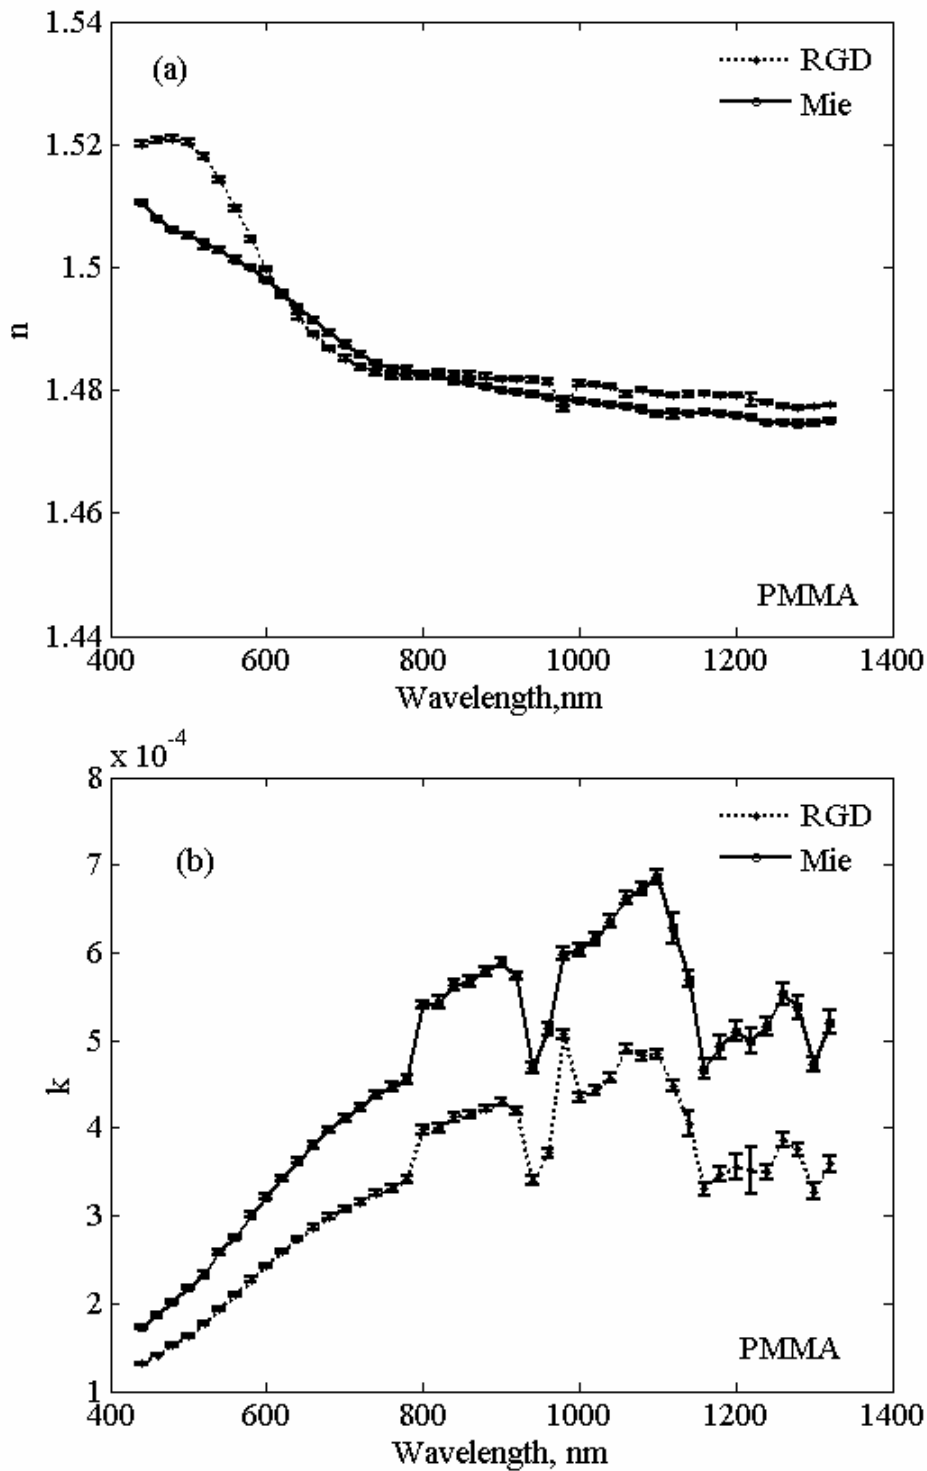 1.54
(a)
RGD
Mie
1.52
1.5
n
1.48
1.46
PMMA
1.44
400 600 800 1000 1200 1400
Wavelength,nm
x 10-4
8
RGD
(b)
Mie
7
6
5
k
4
3
2
PMMA
1
400 600 800 1000 1200 1400
Wavelength, nm